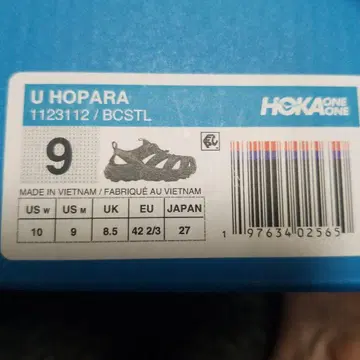 U HOPARA
1123112 / BCSTL
HOKA ONE ONE
9
MADE IN VIETNAM / FABRIQUÉ AU VIETNAM
US W US M UK EU JAPAN
10 9 8.5 42 2/3 27
1 97634 02565